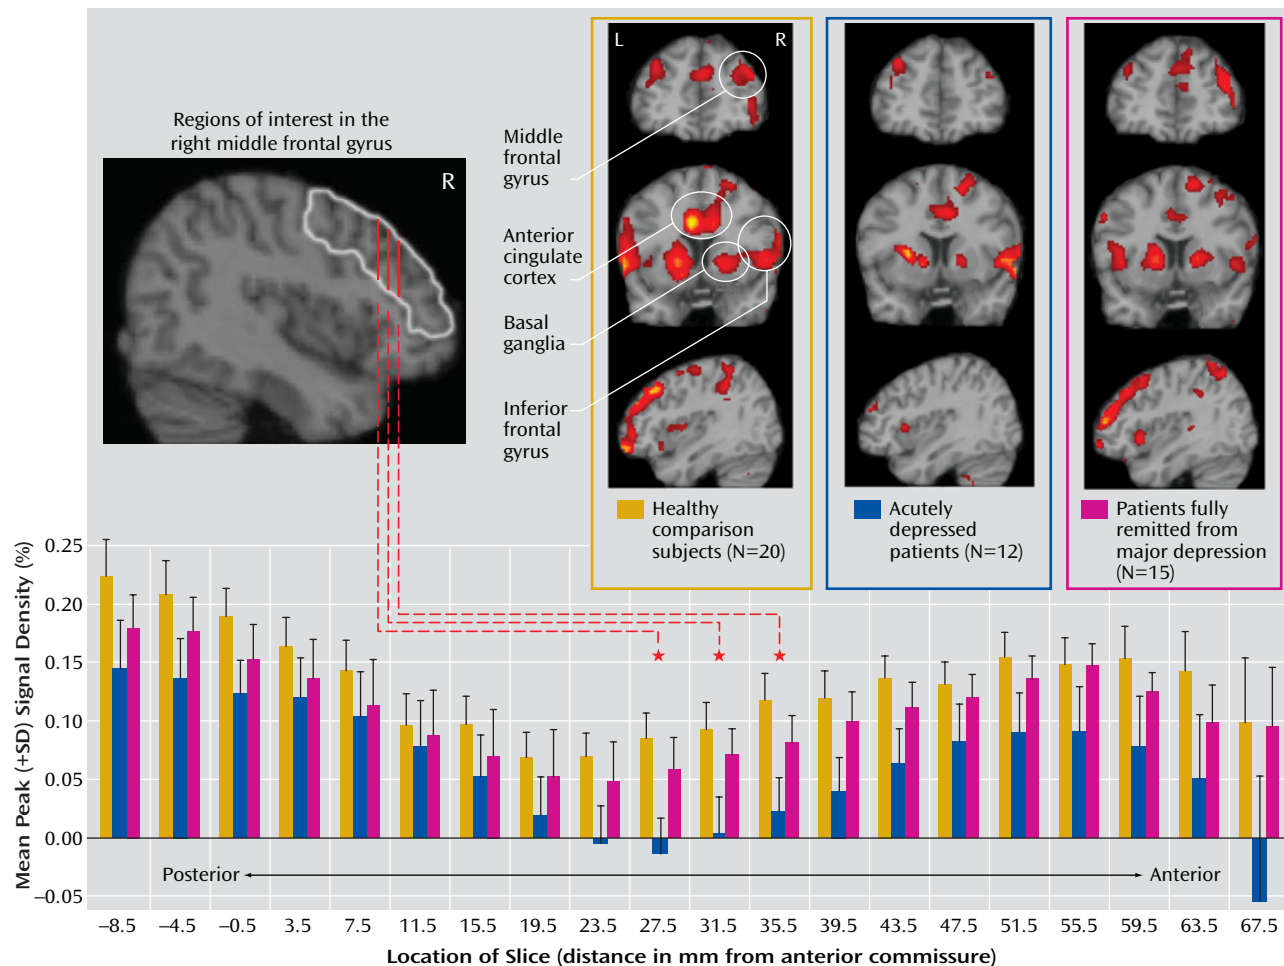 L
R
Regions of interest in the
right middle frontal gyrus
R
Middle
frontal
gyrus
Anterior
cingulate
cortex
Basal
ganglia
Inferior
frontal
gyrus
Healthy
comparison
subjects (N=20)
Acutely
depressed
patients (N=12)
Patients fully
remitted from
major depression
(N=15)
Mean Peak (+SD) Signal Density (%)
0.25
0.20
0.15
0.10
0.05
0.00
−0.05
Posterior
Anterior
−8.5 −4.5 −0.5 3.5 7.5 11.5 15.5 19.5 23.5 27.5 31.5 35.5 39.5 43.5 47.5 51.5 55.5 59.5 63.5 67.5
Location of Slice (distance in mm from anterior commissure)